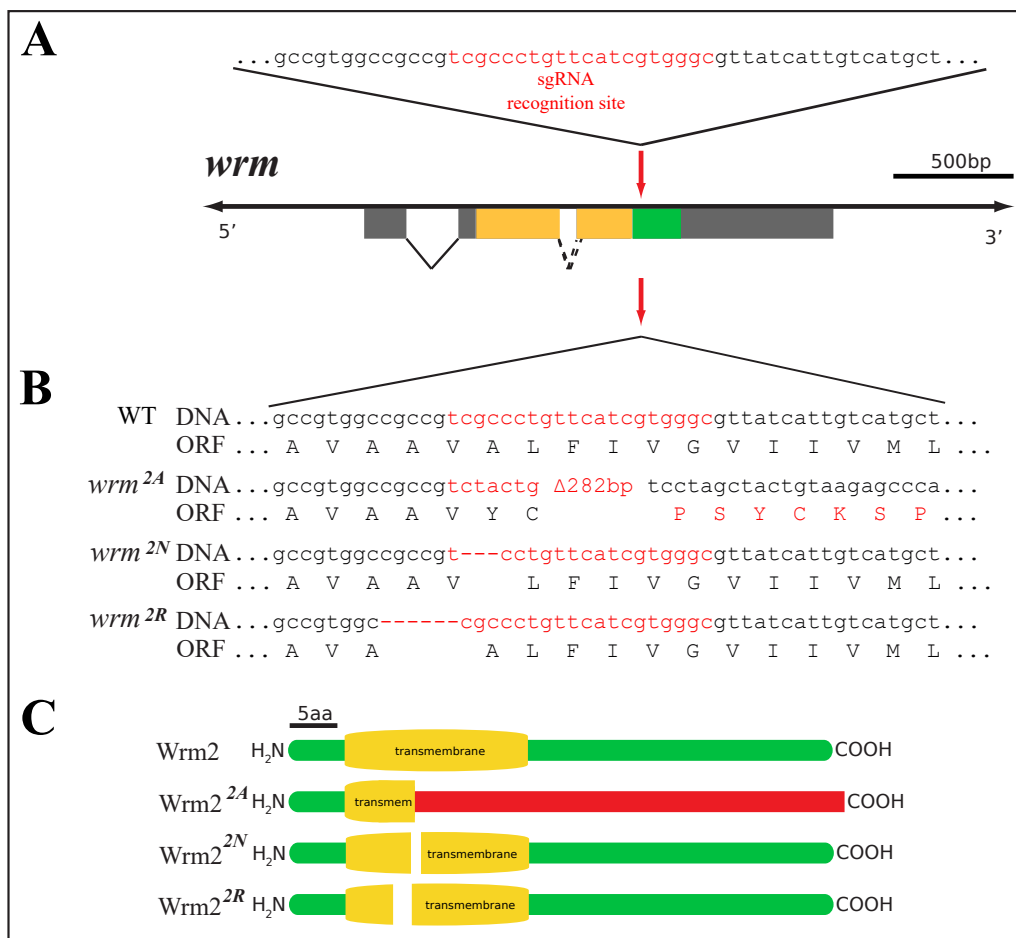 A
...gccgtggccgccgtcgccctgttcatcgtgggcgttatcattgtcatgct...
sgRNA
recognition site
wrm
500bp
5’
3’
B
WT DNA ...gccgtggccgccgtcgccctgttcatcgtgggcgttatcattgtcatgct...
ORF ... A V A A V A L F I V G V I I V M L ...
wrm 2A DNA ...gccgtggccgccgtctactg Δ282bp tcctagctactgtaagagccca
ORF ... A V A A V Y C P S Y C K S P ...
wrm 2N DNA ...gccgtggccgccgt---cctgttcatcgtgggcgttatcattgtcatgct...
ORF ... A V A A V L F I V G V I I V M L ...
wrm 2R DNA ...gccgtggc------cgccctgttcatcgtgggcgttatcattgtcatgct...
ORF ... A V A A L F I V G V I I V M L ...
C
5aa
Wrm2 H2N transmembrane COOH
Wrm2 2A H2N transmem COOH
Wrm2 2N H2N transmembrane COOH
Wrm2 2R H2N transmembrane COOH